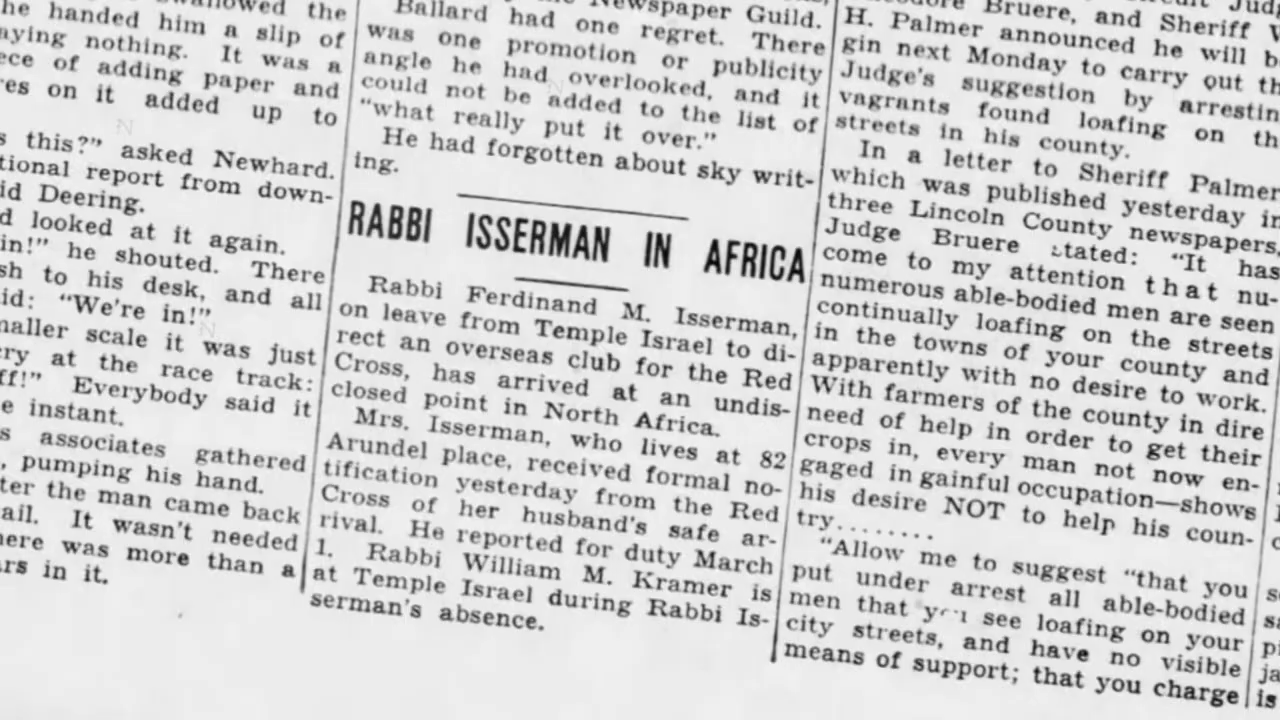 swallowed the
he handed him a slip of
aying nothing. It was a
ece of adding paper and
res on it added up to
s this?" asked Newhard.
tional report from down-
id Deering.
d looked at it again.
in!" he shouted. There
sh to his desk, and all
id: "We're in!"
naller scale it was just
cry at the race track:
ff!" Everybody said it
e instant.
s associates gathered
, pumping his hand.
ter the man came back
ail. It wasn't needed
here was more than a
rs in it.
Newspaper Guild.
Ballard had one regret. There
was one promotion or publicity
angle he had overlooked, and it
could not be added to the list of
"what really put it over."
He had forgotten about sky writ-
ing.
RABBI ISSERMAN IN AFRICA
Rabbi Ferdinand M. Isserman,
on leave from Temple Israel to di-
rect an overseas club for the Red
Cross, has arrived at an undis-
closed point in North Africa.
Mrs. Isserman, who lives at 82
Arundel place, received formal no-
tification yesterday from the Red
Cross of her husband's safe ar-
rival. He reported for duty March
1. Rabbi William M. Kramer is
at Temple Israel during Rabbi Is-
serman's absence.
Bruere, and Sheriff W
H. Palmer announced he will be
gin next Monday to carry out th
Judge's suggestion by arrestin
vagrants found loafing on th
streets in his county.
In a letter to Sheriff Palmer
which was published yesterday in
three Lincoln County newspapers,
Judge Bruere stated: "It has
come to my attention that nu-
numerous able-bodied men are seen
continually loafing on the streets
in the towns of your county and
apparently with no desire to work.
With farmers of the county in dire
need of help in order to get their
crops in, every man not now en-
gaged in gainful occupation—shows
his desire NOT to help his coun-
try.......
"Allow me to suggest "that you
put under arrest all able-bodied
men that you see loafing on your
city streets, and have no visible
means of support; that you charge
is